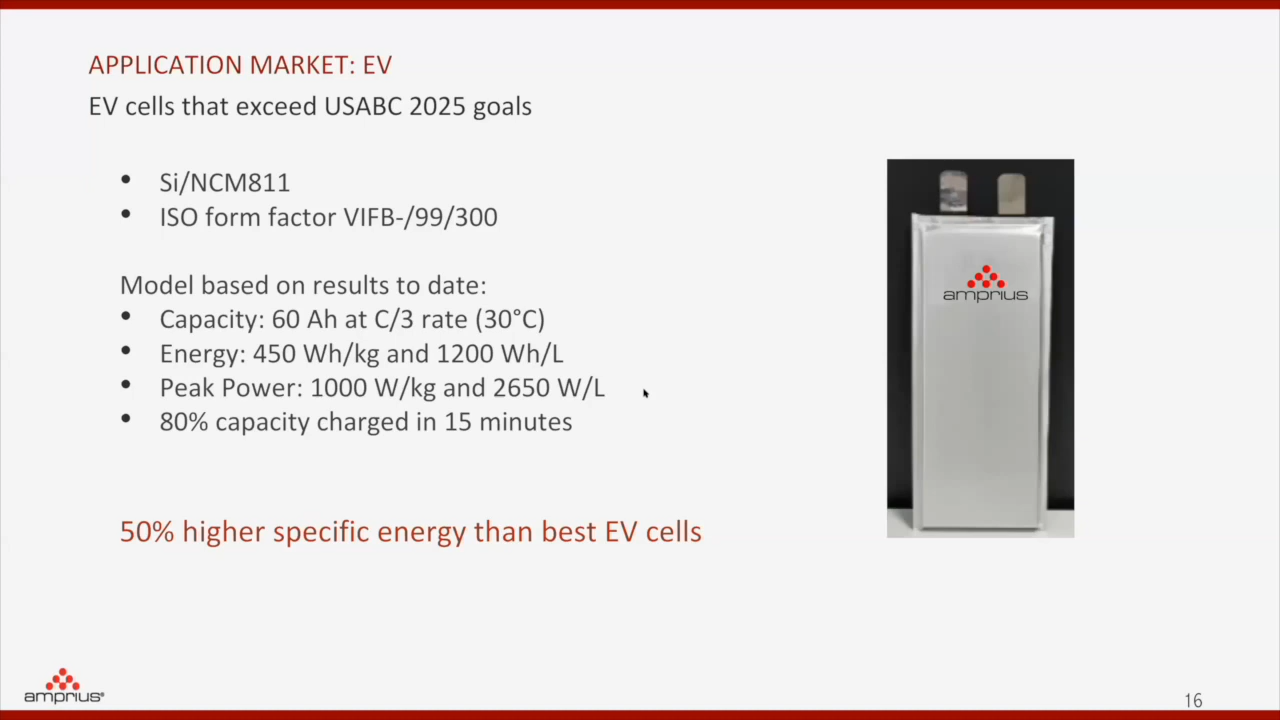 APPLICATION MARKET: EV
EV cells that exceed USABC 2025 goals
• Si/NCM811
• ISO form factor VIFB-/99/300
Model based on results to date:
• Capacity: 60 Ah at C/3 rate (30°C)
• Energy: 450 Wh/kg and 1200 Wh/L
• Peak Power: 1000 W/kg and 2650 W/L
• 80% capacity charged in 15 minutes
50% higher specific energy than best EV cells
amprius
amprius®
16